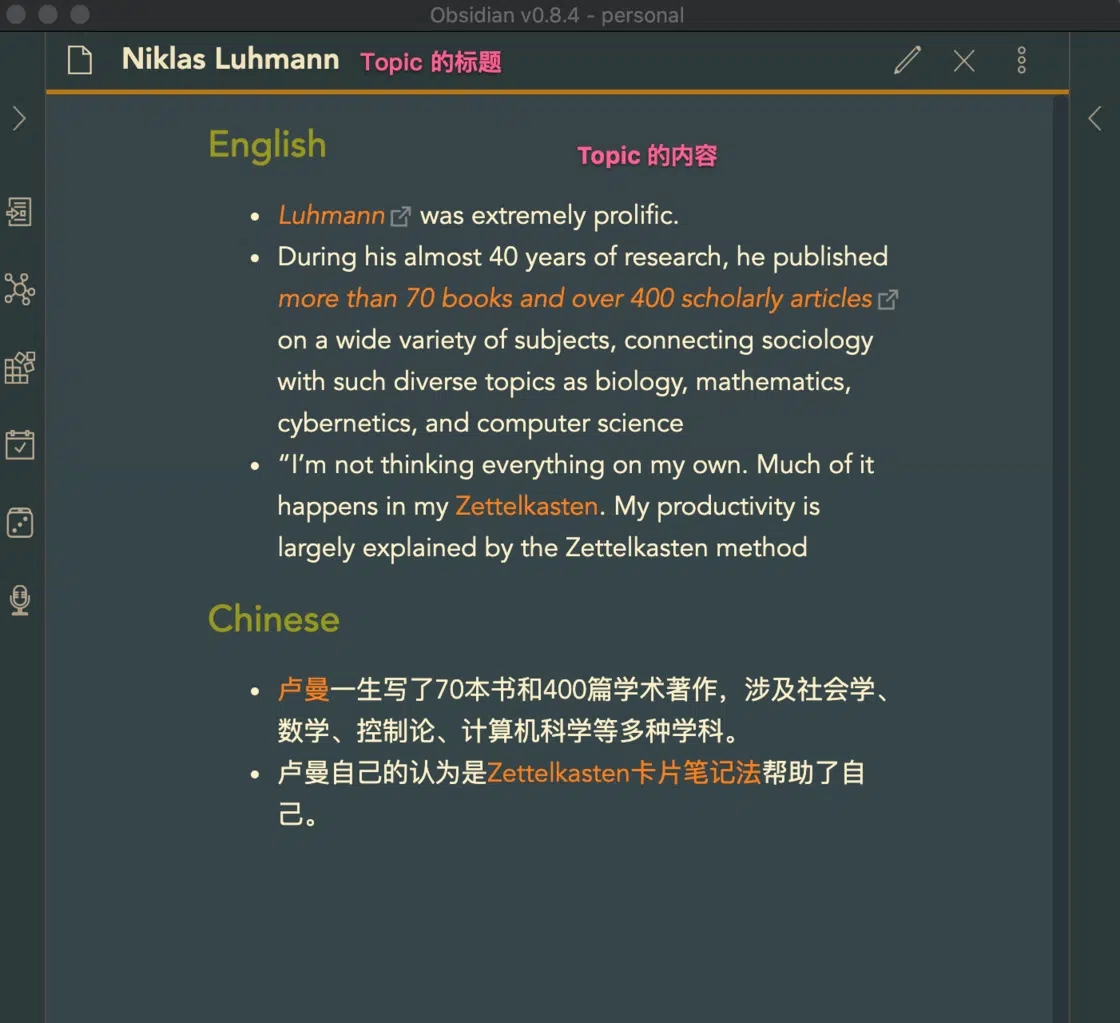 Obsidian v0.8.4 - personal
Niklas Luhmann Topic 的标题
English
Topic 的内容
• Luhmann was extremely prolific.
• During his almost 40 years of research, he published
more than 70 books and over 400 scholarly articles
on a wide variety of subjects, connecting sociology
with such diverse topics as biology, mathematics,
cybernetics, and computer science
• “I’m not thinking everything on my own. Much of it
happens in my Zettelkasten. My productivity is
largely explained by the Zettelkasten method
Chinese
• 卢曼一生写了70本书和400篇学术著作，涉及社会学、
数学、控制论、计算机科学等多种学科。
• 卢曼自己的认为是Zettelkasten卡片笔记法帮助了自
己。